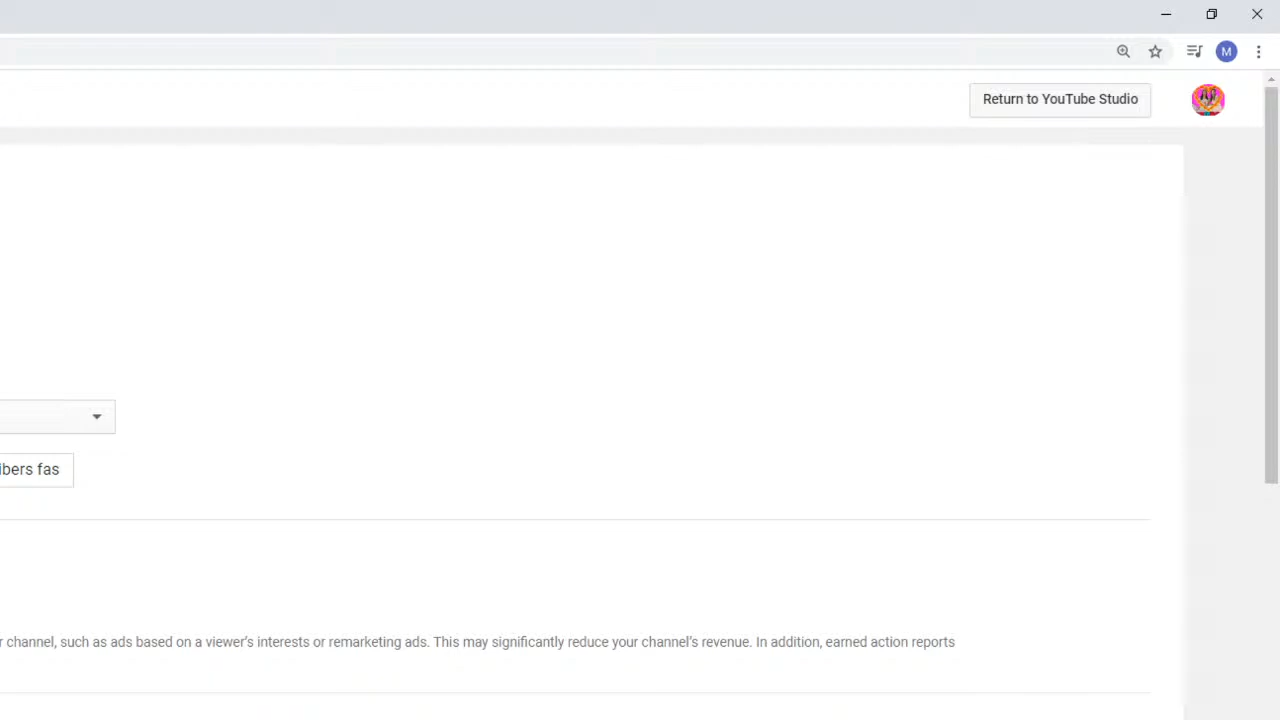 M
Return to YouTube Studio
ibers fas
r channel, such as ads based on a viewer's interests or remarketing ads. This may significantly reduce your channel's revenue. In addition, earned action reports